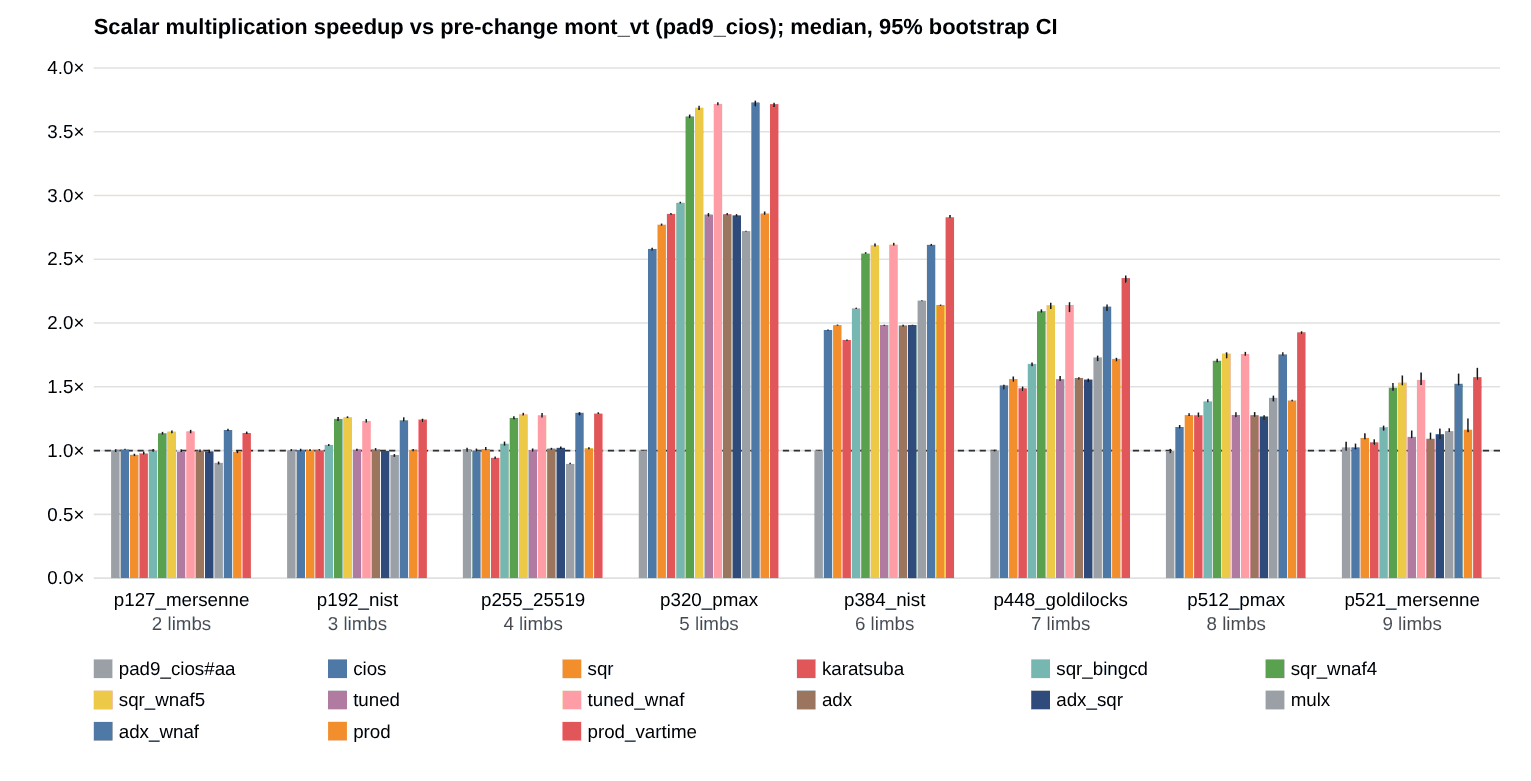 Scalar multiplication speedup vs pre-change mont_vt (pad9_cios); median, 95% bootstrap CI
4.0×
3.5×
3.0×
2.5×
2.0×
1.5×
1.0×
0.5×
0.0×
p127_mersenne p192_nist p255_25519 p320_pmax p384_nist p448_goldilocks p512_pmax p521_mersenne
2 limbs 3 limbs 4 limbs 5 limbs 6 limbs 7 limbs 8 limbs 9 limbs
pad9_cios#aa cios sqr karatsuba sqr_bingcd sqr_wnaf4
sqr_wnaf5 tuned tuned_wnaf adx adx_sqr mulx
adx_wnaf prod prod_vartime